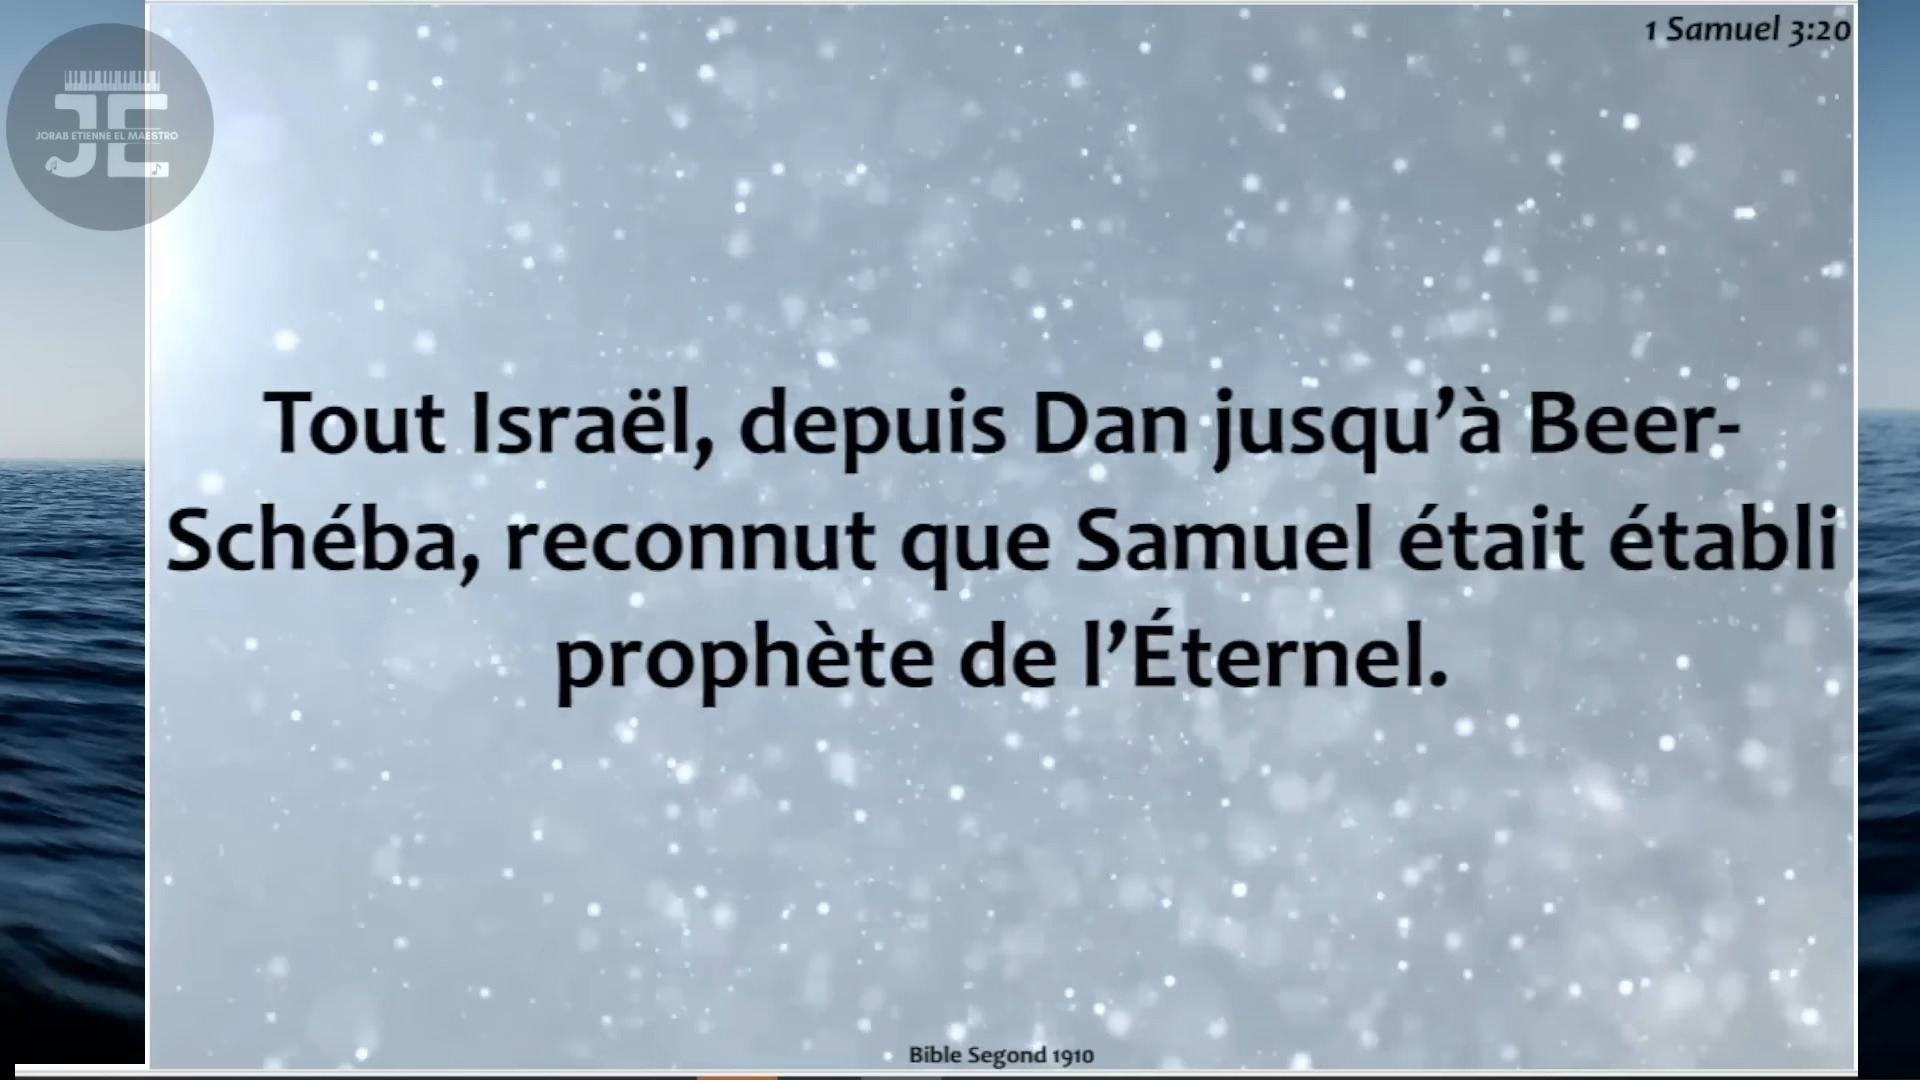 1 Samuel 3:20
JORAB ETIENNE EL MAESTRO
JE
Tout Israël, depuis Dan jusqu’à Beer-
Schéba, reconnut que Samuel était établi
prophète de l’Éternel.
Bible Segond 1910